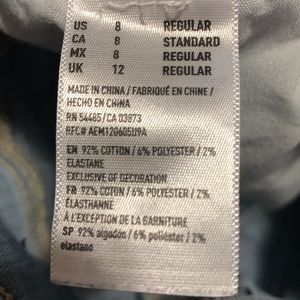 US 8 REGULAR
CA 8 STANDARD
MX 8 REGULAR
UK 12 REGULAR
MADE IN CHINA / FABRIQUÉ EN CHINE /
HECHO EN CHINA
RN 54485/CA 03873
RFC# AEM120605U9A
EN 92% COTTON / 6% POLYESTER / 2%
ELASTANE
EXCLUSIVE OF DECORATION
FR 92% COTON / 6% POLYESTER / 2%
ÉLASTHANNE
À L'EXCEPTION DE LA GARNITURE
SP 92% algodón / 6% poliéster / 2%
elastano